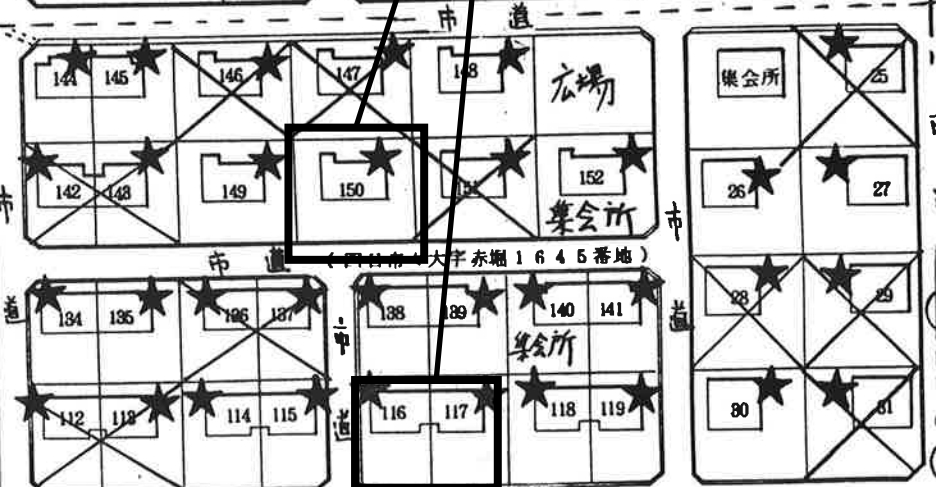 市道
144 145 146 147 148 広場
集会所 25
142 143 149 150 151 152
集会所
26 27
市
市
市道
(四日市市大字赤堀1645番地)
道
道
134 135 136 137
市
138 139 140 141
28 29
集会所
112 113 114 115
道
116 117 118 119
30 31